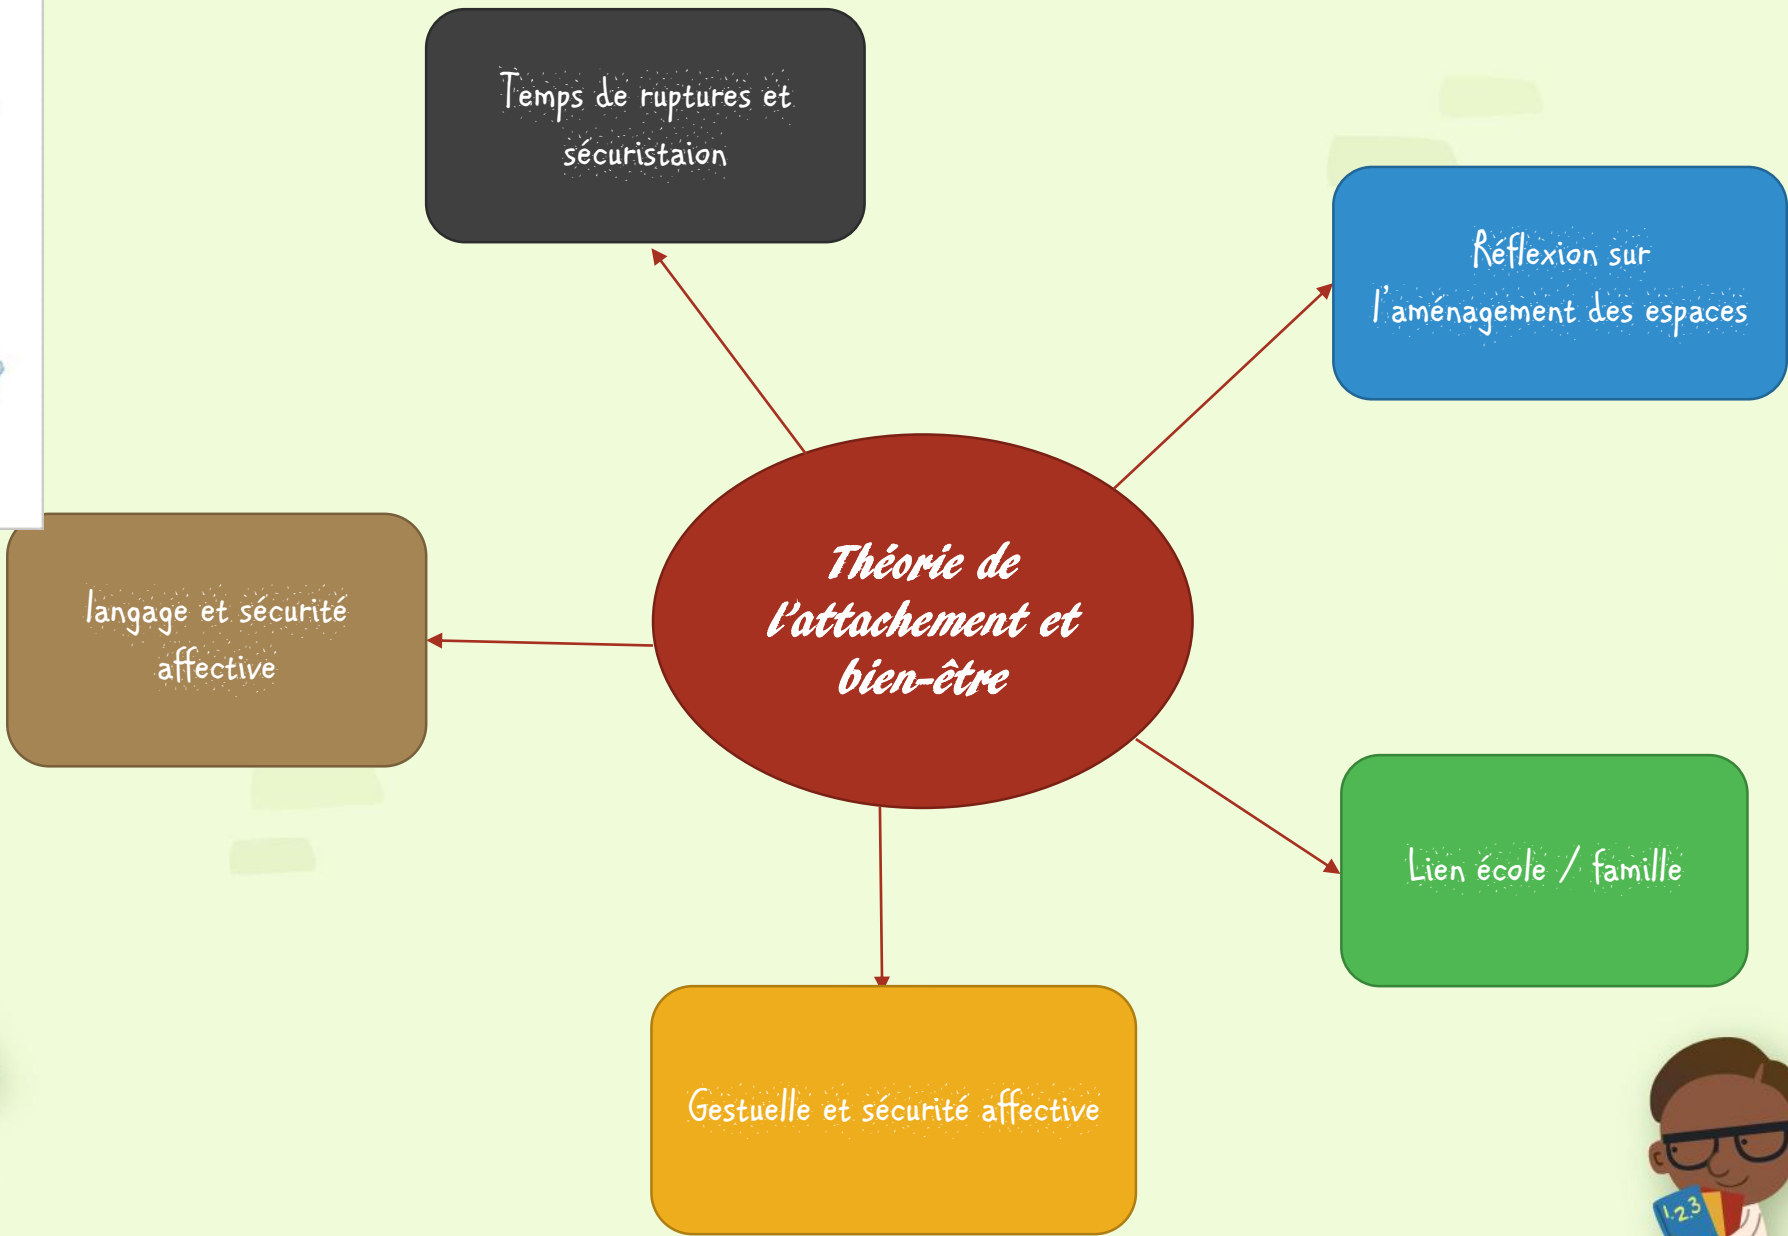 Temps de ruptures et
sécuristaion
Réflexion sur
l'aménagement des espaces
Théorie de
l'attachement et
bien-être
langage et sécurité
affective
Lien école / famille
Gestuelle et sécurité affective
1.2.3